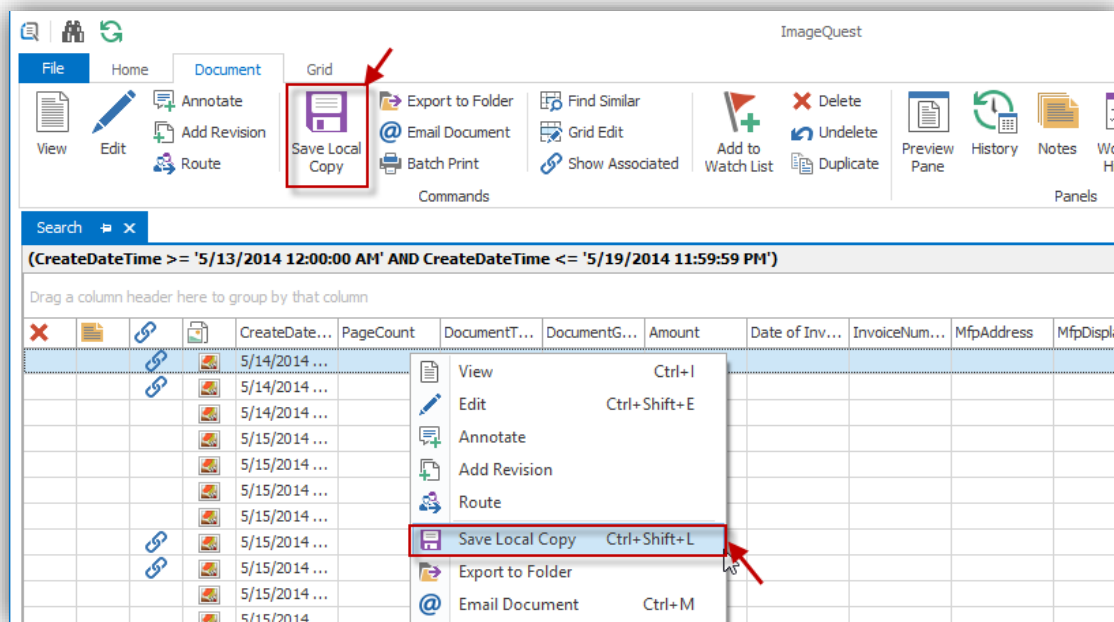 ImageQuest
File Home Document Grid
View
Edit
Annotate
Add Revision
Route
Save Local
Copy
Export to Folder
Email Document
Batch Print
Find Similar
Grid Edit
Show Associated
Add to
Watch List
Delete
Undelete
Duplicate
Preview
Pane
History
Notes
Commands
Panels
Search
(CreateDateTime >= '5/13/2014 12:00:00 AM' AND CreateDateTime <= '5/19/2014 11:59:59 PM')
Drag a column header here to group by that column
CreateDate... PageCount DocumentT... DocumentG... Amount Date of Inv... InvoiceNum... MfpAddress MfpDispla
5/14/2014 ...
5/14/2014 ...
5/14/2014 ...
5/15/2014 ...
5/15/2014 ...
5/15/2014 ...
5/15/2014 ...
5/15/2014 ...
5/15/2014 ...
5/15/2014 ...
5/15/2014
View Ctrl+I
Edit Ctrl+Shift+E
Annotate
Add Revision
Route
Save Local Copy Ctrl+Shift+L
Export to Folder
Email Document Ctrl+M